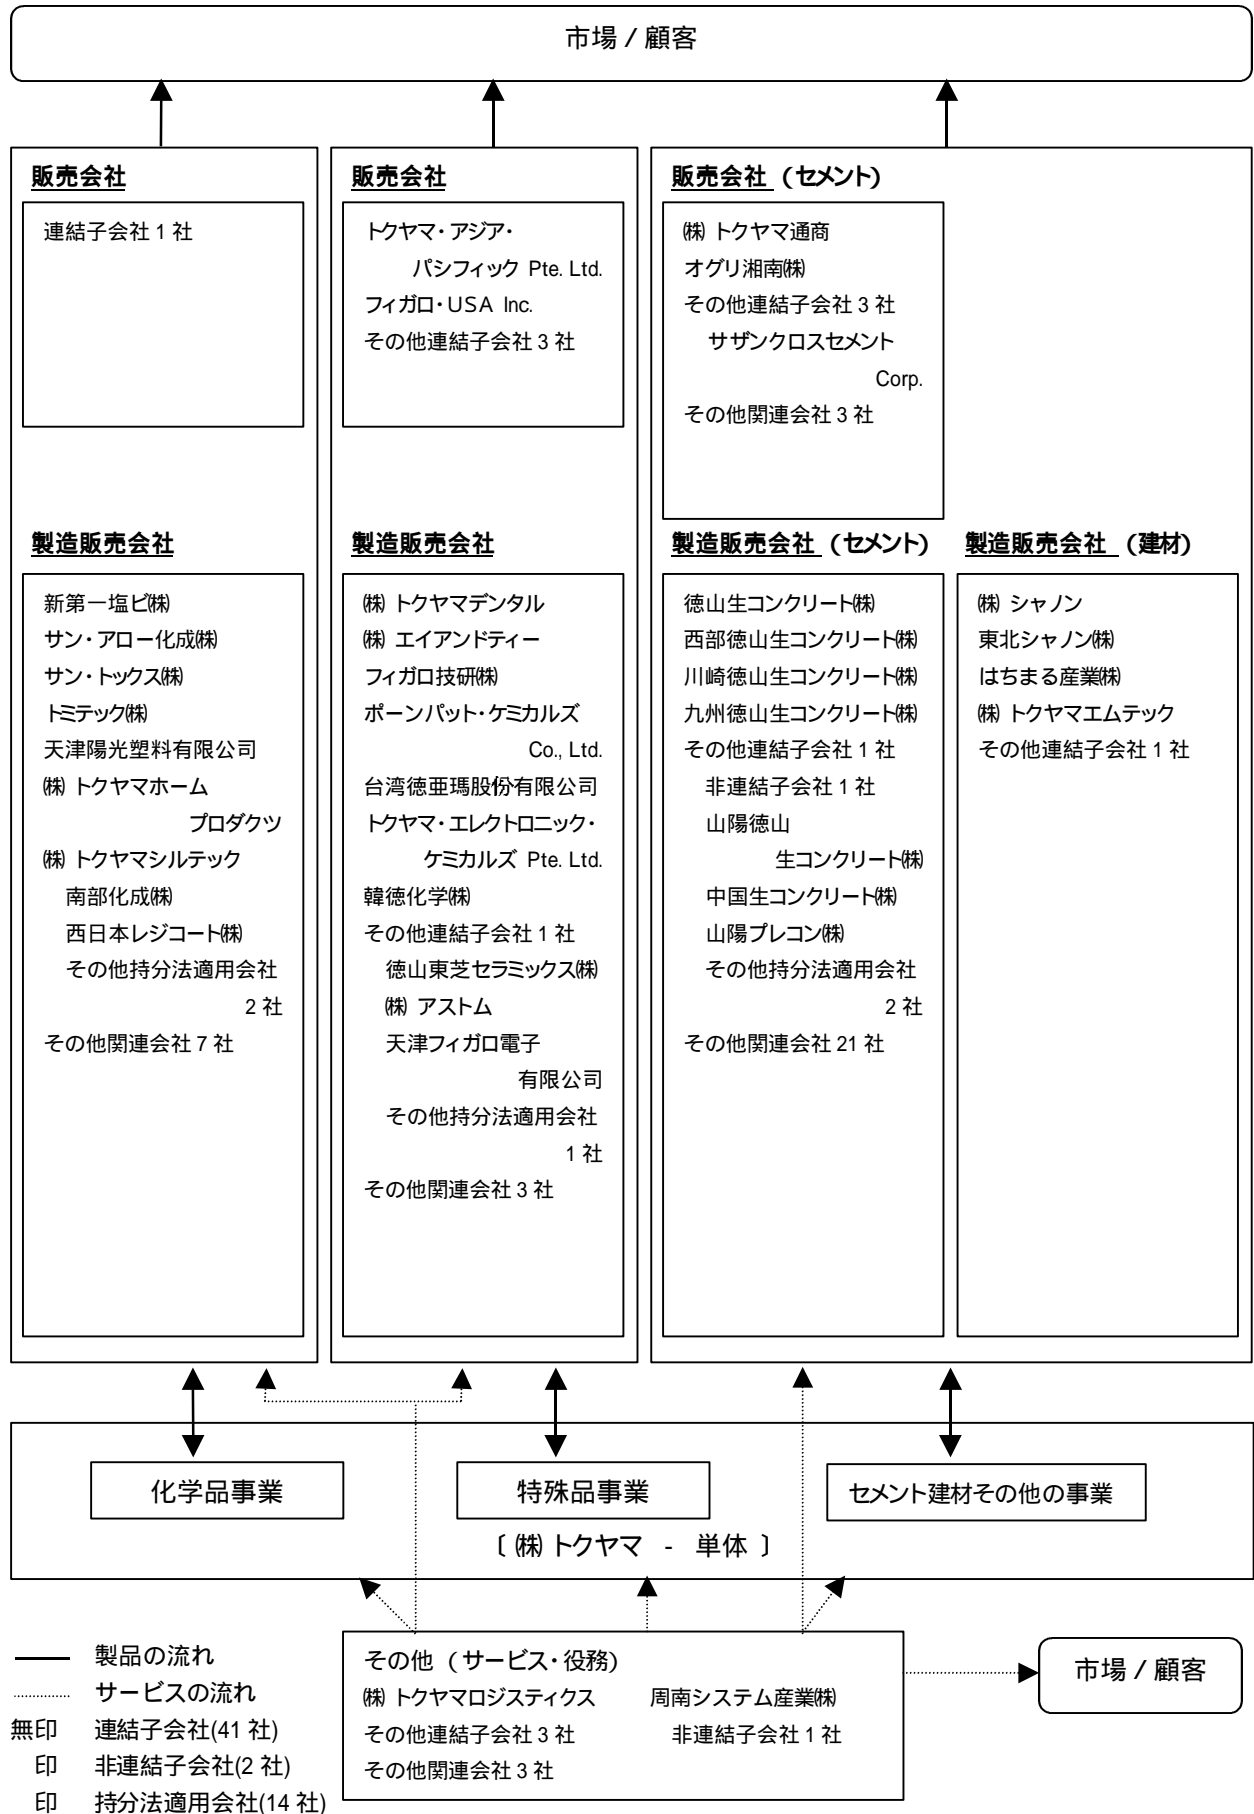 市場 / 顧客
販売会社
連結子会社 1 社
製造販売会社
新第一塩ビ㈱
サン・アロー化成㈱
サン・トックス㈱
トミテック㈱
天津陽光塑料有限公司
㈱ トクヤマホーム
プロダクツ
㈱ トクヤマシルテック
南部化成㈱
西日本レジコート㈱
その他持分法適用会社
2 社
その他関連会社 7 社
販売会社
トクヤマ・アジア・
パシフィック Pte. Ltd.
フィガロ・USA Inc.
その他連結子会社 3 社
製造販売会社
㈱ トクヤマデンタル
㈱ エイアンドティー
フィガロ技研㈱
ポーンパット・ケミカルズ
Co., Ltd.
台湾徳亜瑪股份有限公司
トクヤマ・エレクトロニック・
ケミカルズ Pte. Ltd.
韓徳化学㈱
その他連結子会社 1 社
徳山東芝セラミックス㈱
㈱ アストム
天津フィガロ電子
有限公司
その他持分法適用会社
1 社
その他関連会社 3 社
販売会社 (セメント)
㈱ トクヤマ通商
オグリ湘南㈱
その他連結子会社 3 社
サザンクロスセメント
Corp.
その他関連会社 3 社
製造販売会社 (セメント)
徳山生コンクリート㈱
西部徳山生コンクリート㈱
川崎徳山生コンクリート㈱
九州徳山生コンクリート㈱
その他連結子会社 1 社
非連結子会社 1 社
山陽徳山
生コンクリート㈱
中国生コンクリート㈱
山陽プレコン㈱
その他持分法適用会社
2 社
その他関連会社 21 社
製造販売会社 (建材)
㈱ シャノン
東北シャノン㈱
はちまる産業㈱
㈱ トクヤマエムテック
その他連結子会社 1 社
化学品事業
特殊品事業
セメント建材その他の事業
〔 ㈱ トクヤマ - 単体 〕
製品の流れ
サービスの流れ
無印 連結子会社(41 社)
印 非連結子会社(2 社)
印 持分法適用会社(14 社)
その他 (サービス・役務)
㈱ トクヤマロジスティクス 周南システム産業㈱
その他連結子会社 3 社 非連結子会社 1 社
その他関連会社 3 社
市場 / 顧客